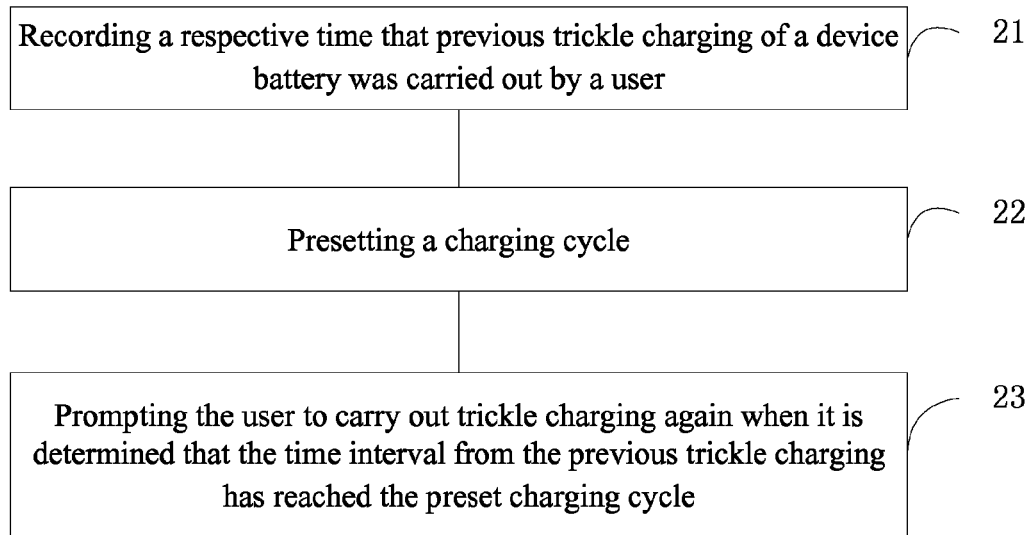 Recording a respective time that previous trickle charging of a device
battery was carried out by a user
21
Presetting a charging cycle
22
Prompting the user to carry out trickle charging again when it is
determined that the time interval from the previous trickle charging
has reached the preset charging cycle
23